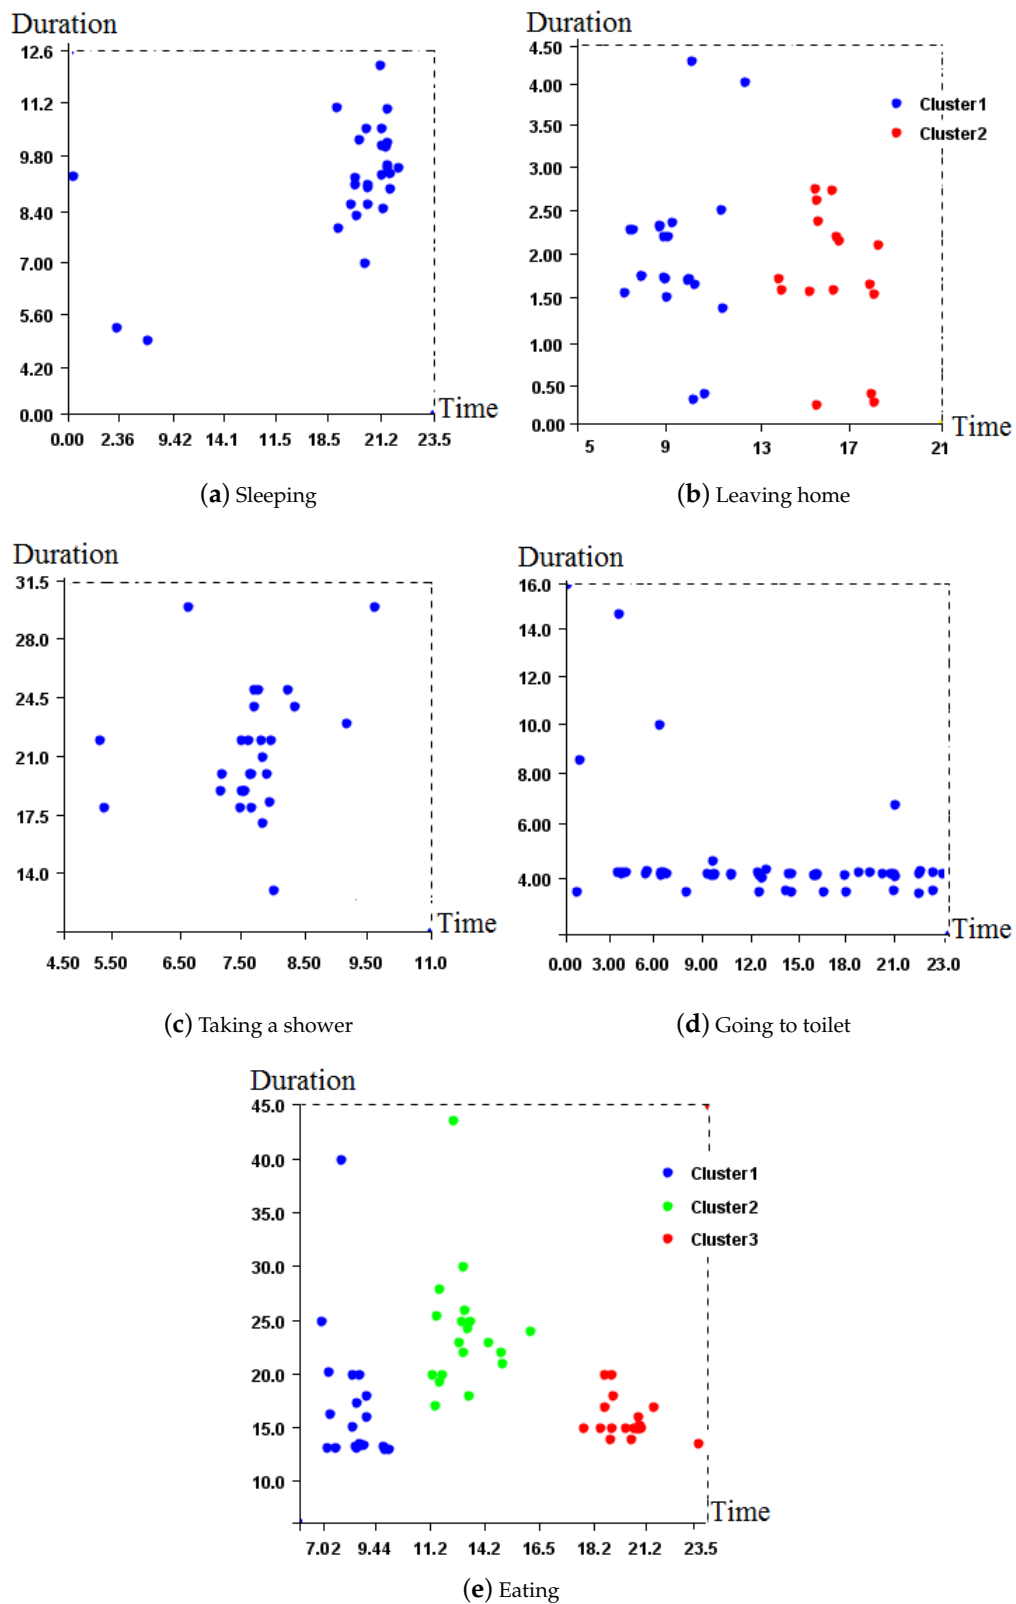 Duration
12.6
11.2
9.80
8.40
7.00
5.60
4.20
0.00
Time
0.00 2.36 9.42 14.1 11.5 18.5 21.2 23.5
(a) Sleeping
Duration
4.50
4.00
3.50
3.00
2.50
2.00
1.50
1.00
0.50
0.00
Cluster1
Cluster2
Time
5 9 13 17 21
(b) Leaving home
Duration
31.5
28.0
24.5
21.0
17.5
14.0
Time
4.50 5.50 6.50 7.50 8.50 9.50 11.0
(c) Taking a shower
Duration
16.0
14.0
12.0
10.0
8.00
6.00
4.00
Time
0.00 3.00 6.00 9.00 12.0 15.0 18.0 21.0 23.0
(d) Going to toilet
Duration
45.0
40.0
35.0
30.0
25.0
20.0
15.0
10.0
Cluster1
Cluster2
Cluster3
Time
7.02 9.44 11.2 14.2 16.5 18.2 21.2 23.5
(e) Eating